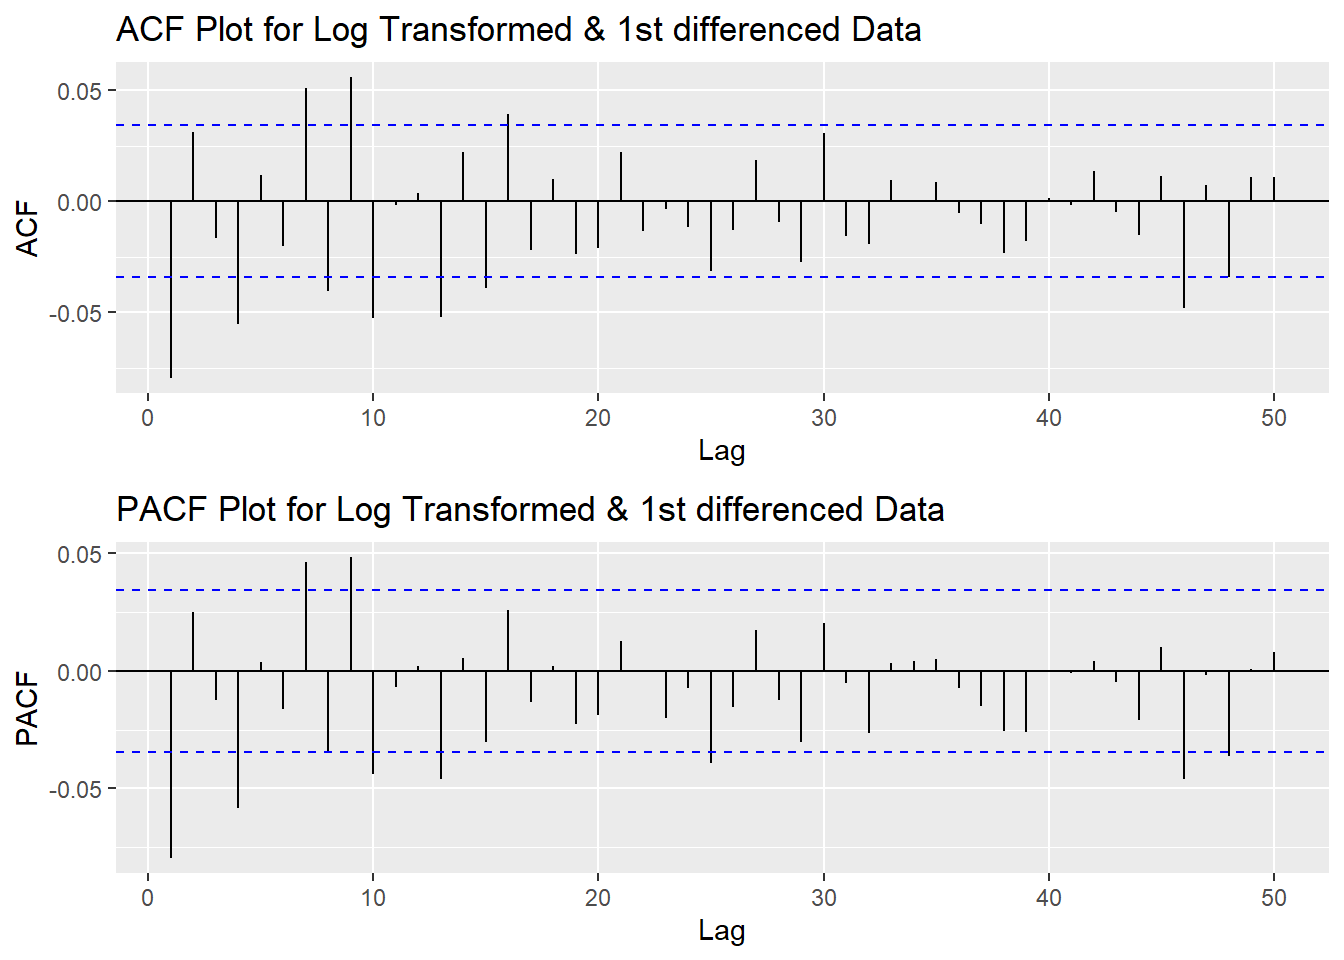 ACF Plot for Log Transformed & 1st differenced Data
0.05
0.00
-0.05
ACF
0 10 20 30 40 50
Lag
PACF Plot for Log Transformed & 1st differenced Data
0.05
0.00
-0.05
PACF
0 10 20 30 40 50
Lag